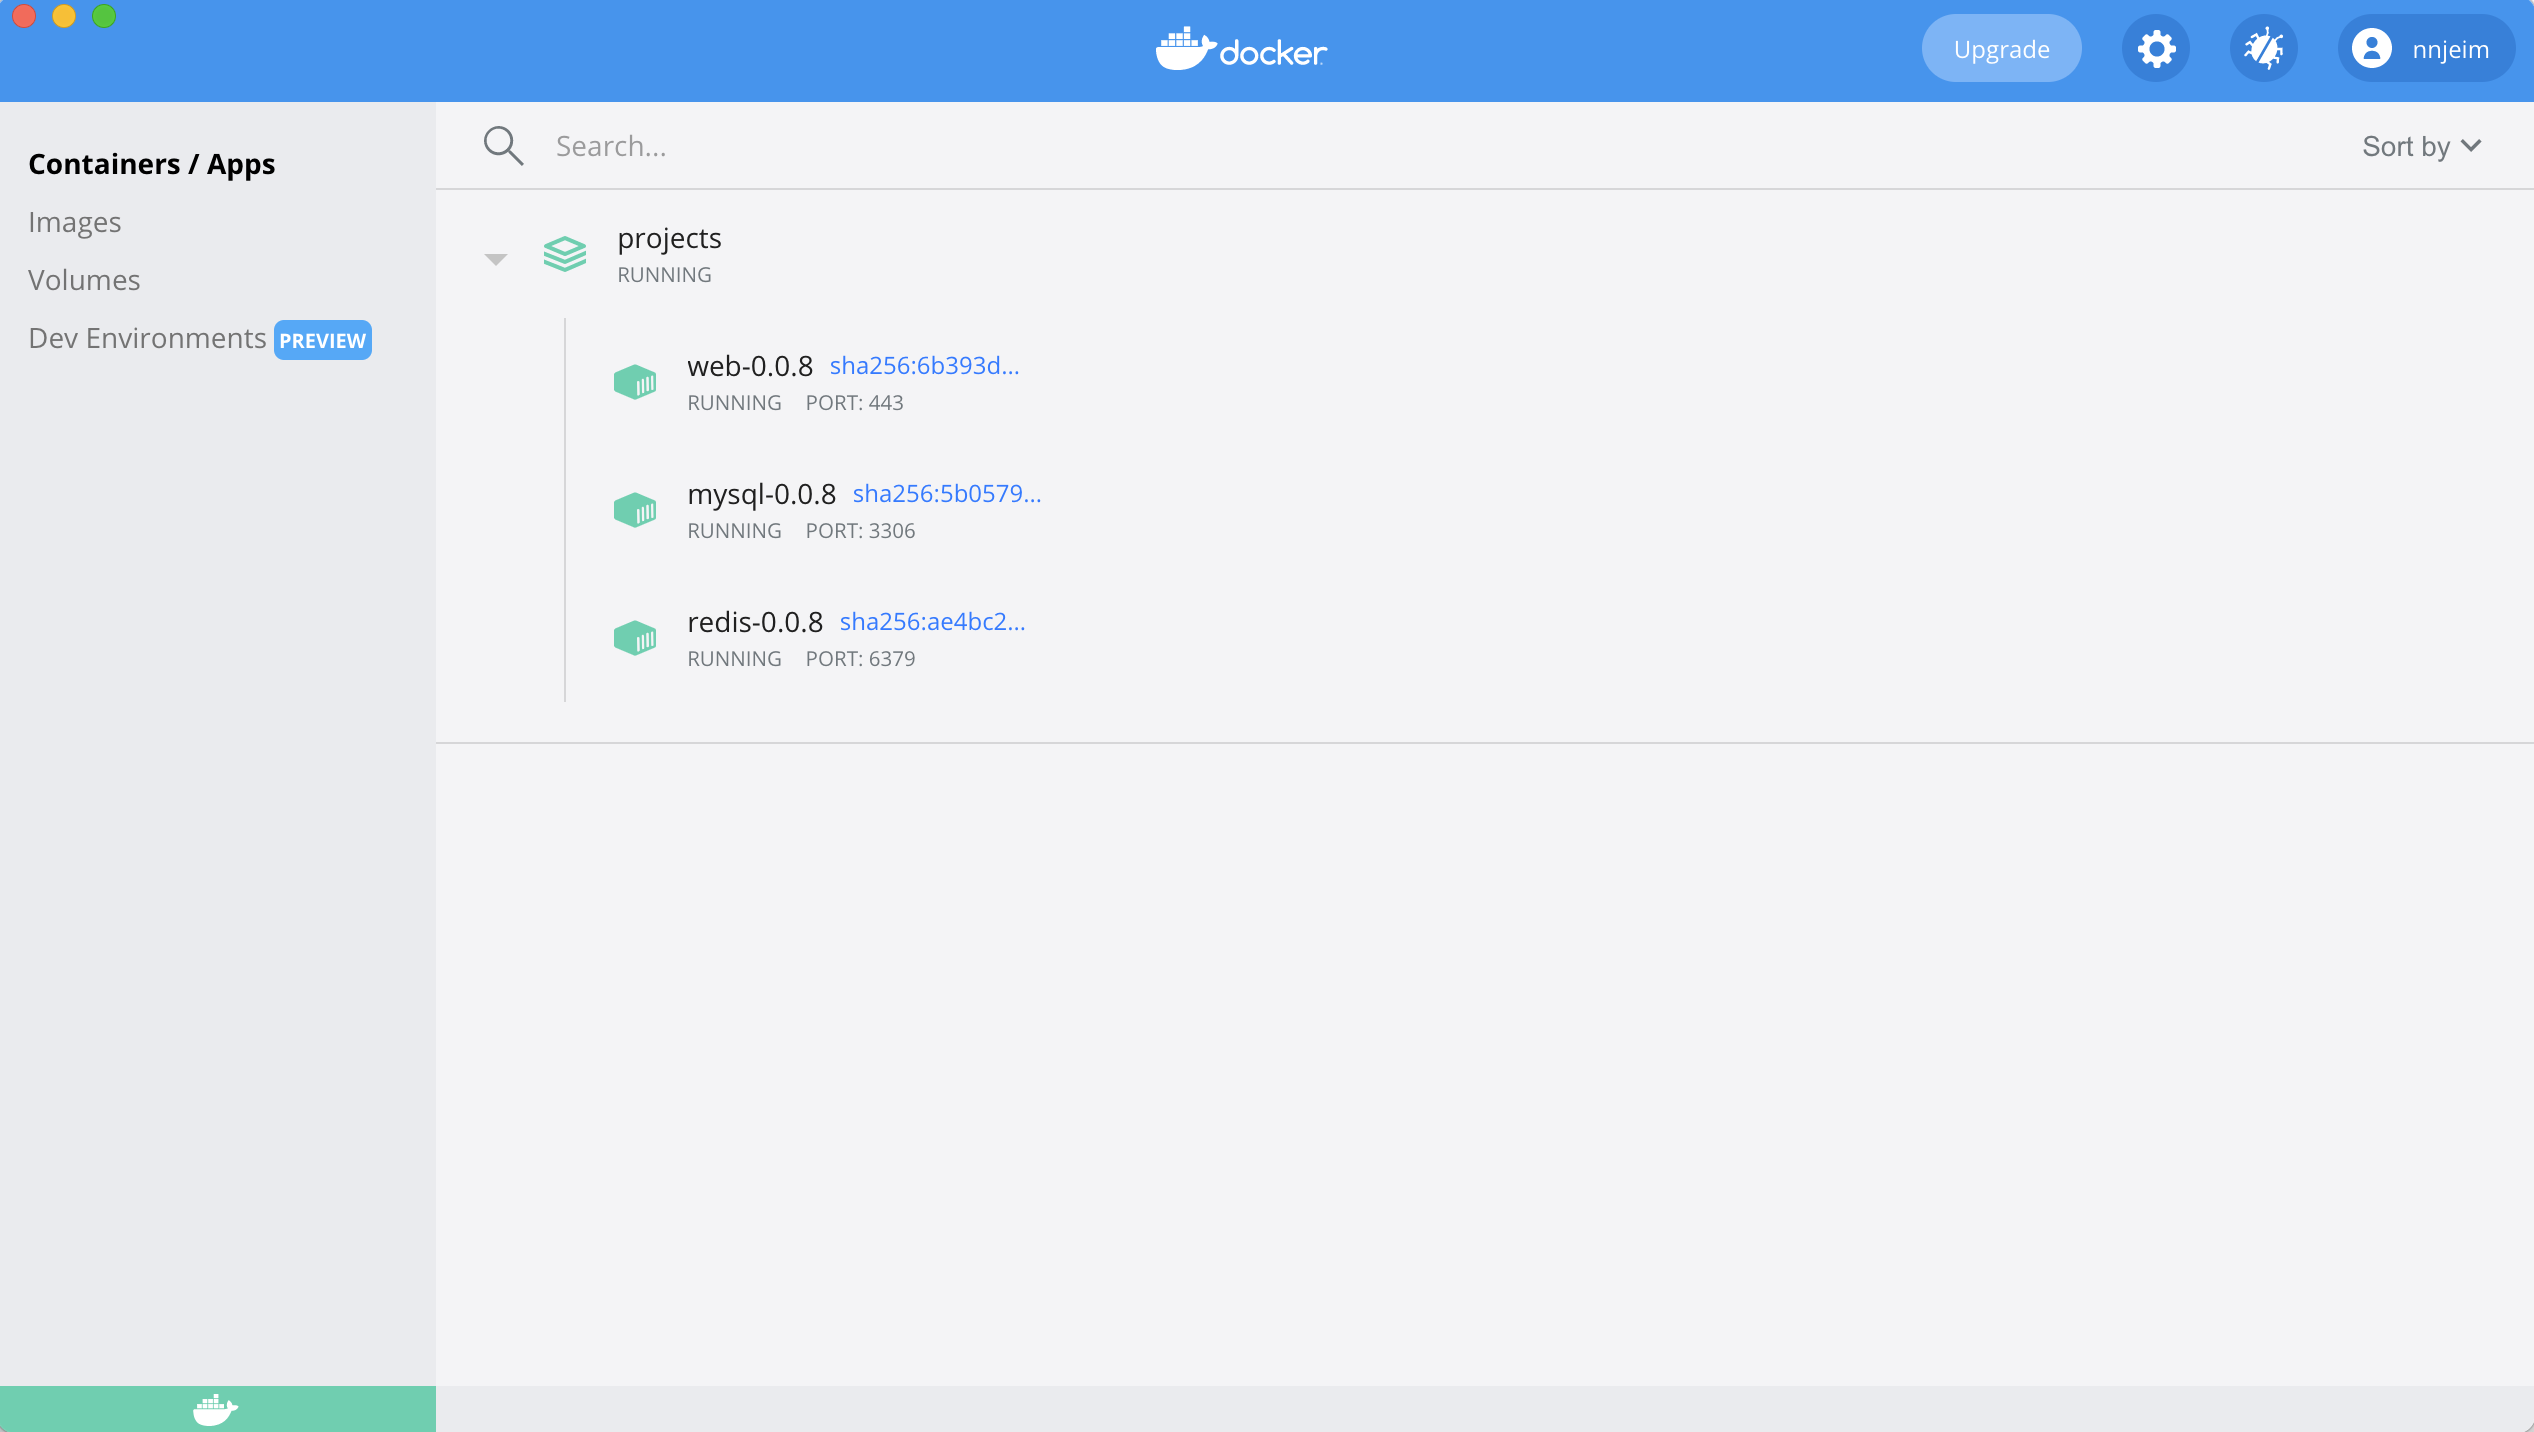 docker
Upgrade
nnjeim
Containers / Apps
Images
Volumes
Dev Environments PREVIEW
Search...
Sort by
projects
RUNNING
web-0.0.8 sha256:6b393d...
RUNNING PORT: 443
mysql-0.0.8 sha256:5b0579...
RUNNING PORT: 3306
redis-0.0.8 sha256:ae4bc2...
RUNNING PORT: 6379